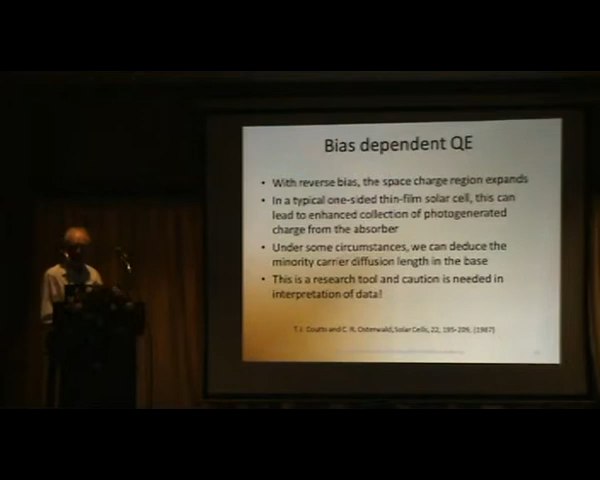 Bias dependent QE
• With reverse bias, the space charge region expands
• In a typical one-sided thin-film solar cell, this can
lead to enhanced collection of photogenerated
charge from the absorber
• Under some circumstances, we can deduce the
minority carrier diffusion length in the base
• This is a research tool and caution is needed in
interpretation of data!
T. J. Coutts and C. R. Osterwald, Solar Cells, 22, 195-209, (1987)